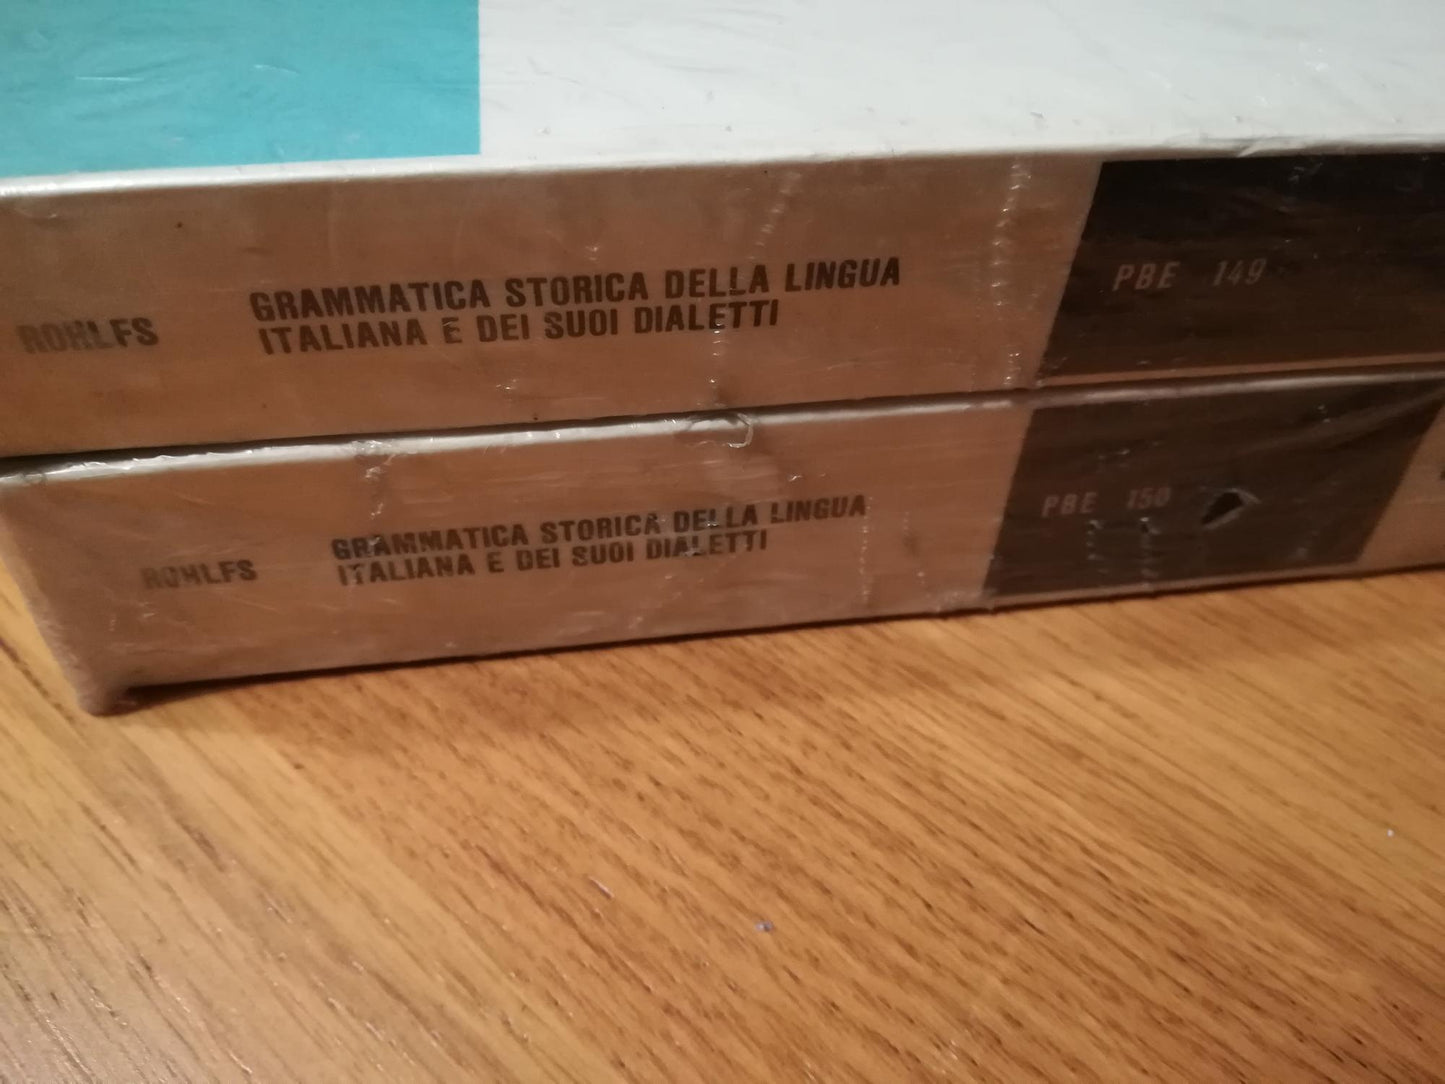 ROHLFS
GRAMMATICA STORICA DELLA LINGUA
ITALIANA E DEI SUOI DIALETTI
PBE 149
ROHLFS
GRAMMATICA STORICA DELLA LINGUA
ITALIANA E DEI SUOI DIALETTI
PBE 150